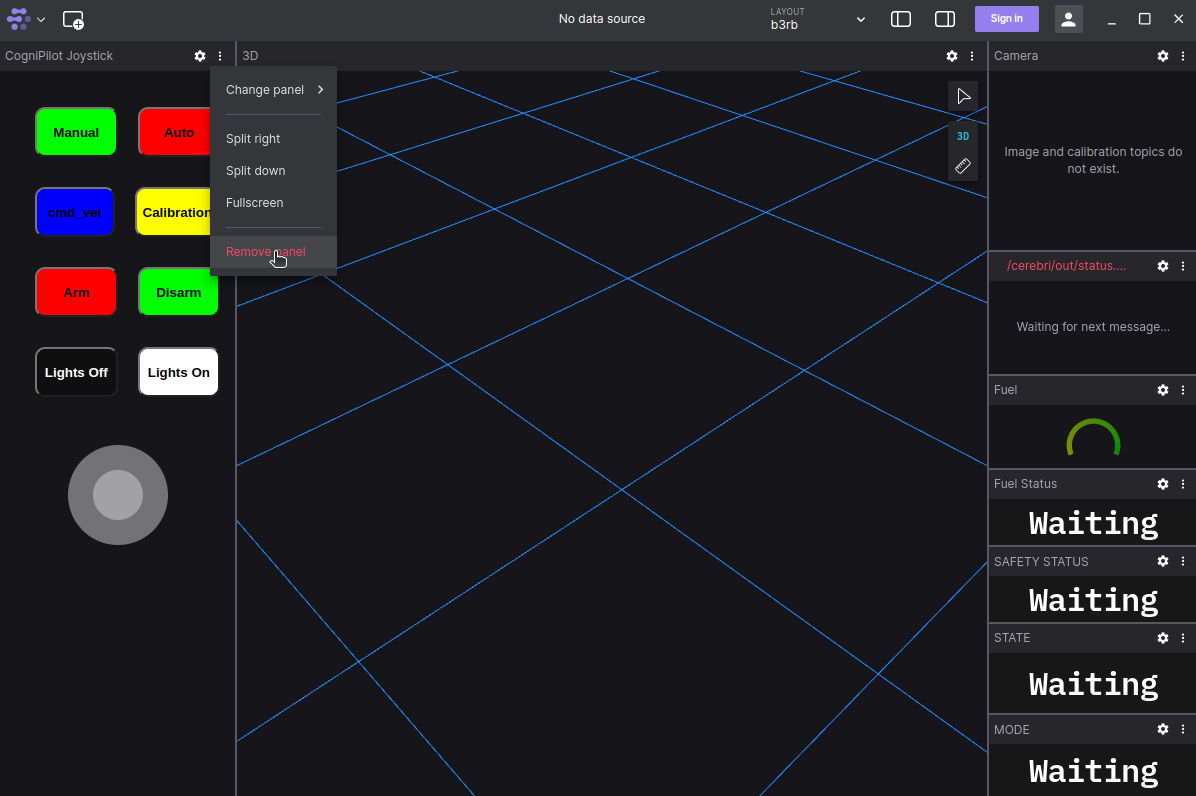 No data source
LAYOUT
b3rb
Sign in
CogniPilot Joystick
3D
Camera
Change panel
Split right
Split down
Fullscreen
Remove panel
Manual
Auto
cmd_vel
Calibration
Arm
Disarm
Lights Off
Lights On
3D
Image and calibration topics do
not exist.
/cerebri/out/status....
Waiting for next message...
Fuel
Fuel Status
Waiting
SAFETY STATUS
Waiting
STATE
Waiting
MODE
Waiting